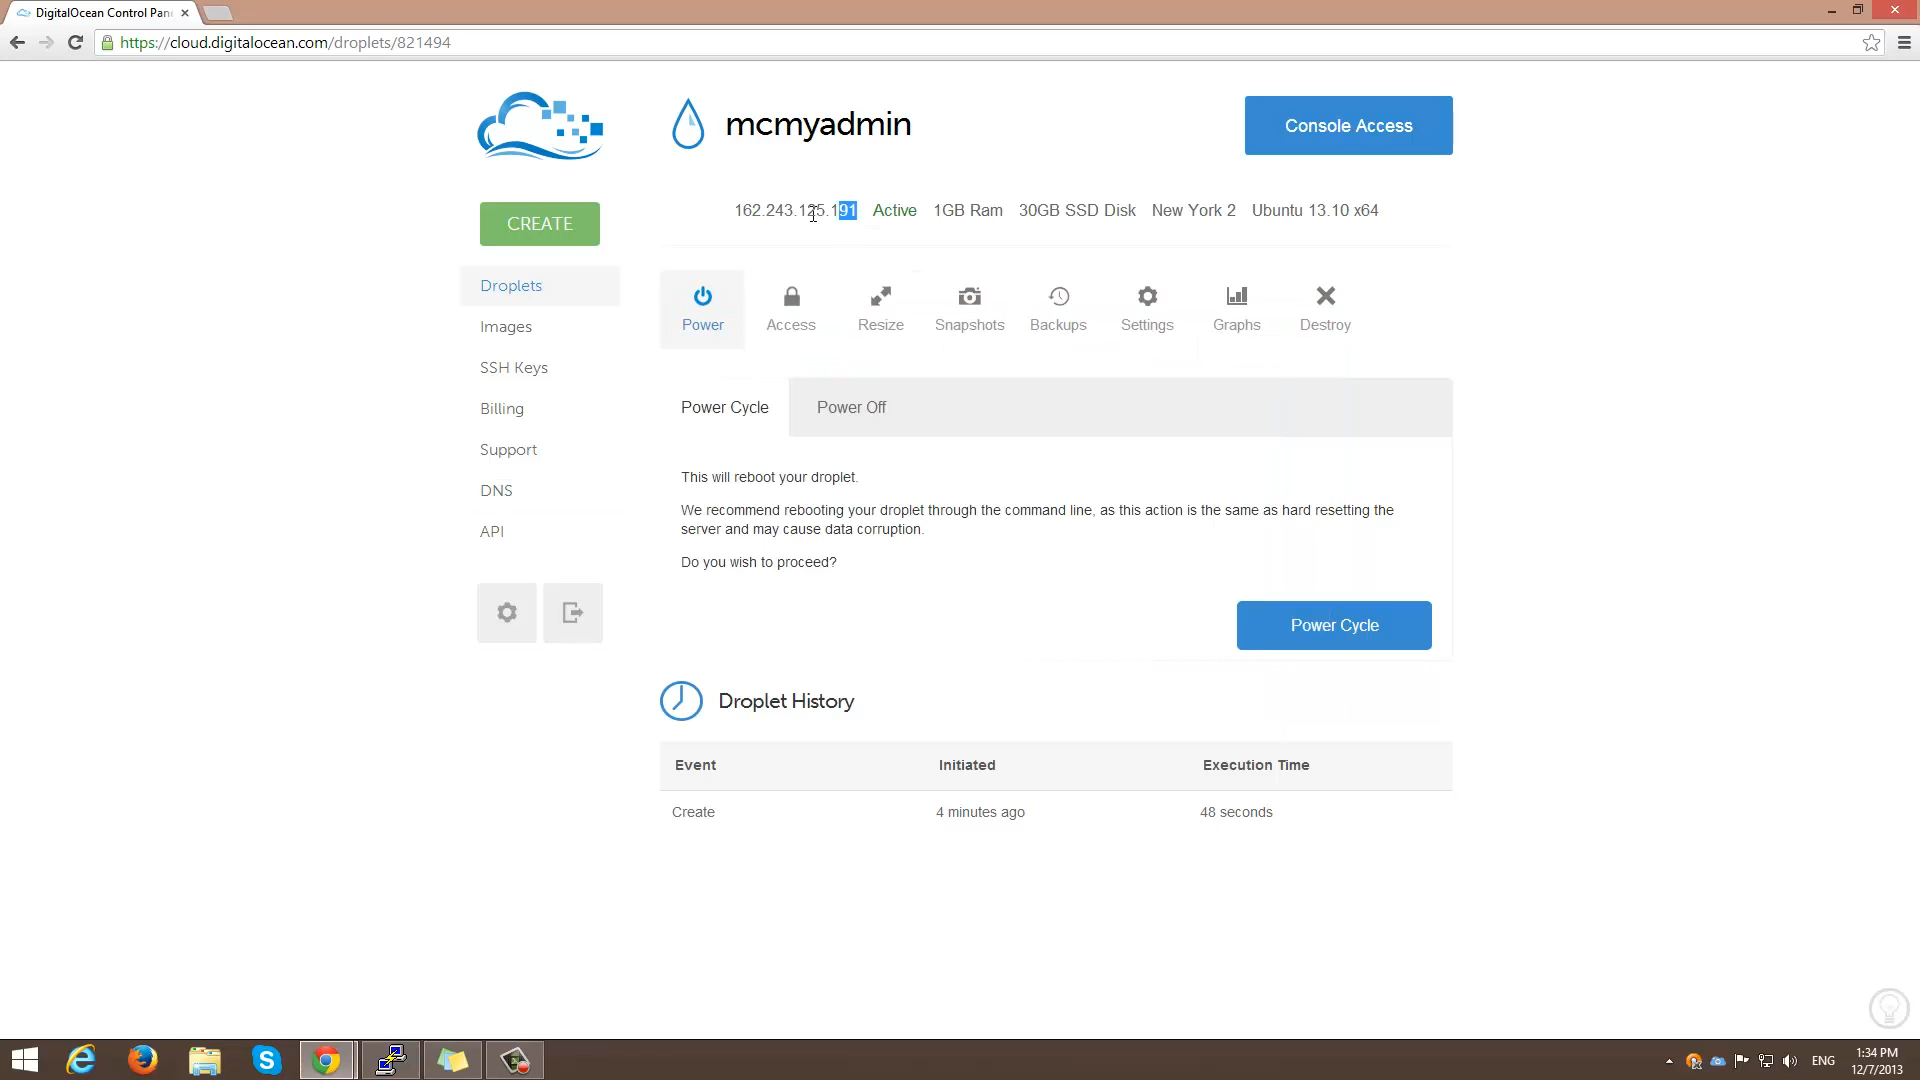 DigitalOcean Control Pan
https://cloud.digitalocean.com/droplets/821494
mcmyadmin
Console Access
162.243.125.191 Active 1GB Ram 30GB SSD Disk New York 2 Ubuntu 13.10 x64
CREATE
Droplets
Images
SSH Keys
Billing
Support
DNS
API
Power Access Resize Snapshots Backups Settings Graphs Destroy
Power Cycle Power Off
This will reboot your droplet.
We recommend rebooting your droplet through the command line, as this action is the same as hard resetting the
server and may cause data corruption.
Do you wish to proceed?
Power Cycle
Droplet History
Event Initiated Execution Time
Create 4 minutes ago 48 seconds
ENG
1:34 PM
12/7/2013